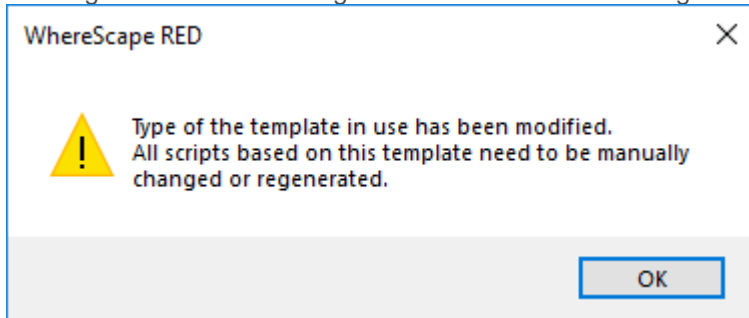 WhereScape RED
Type of the template in use has been modified.
All scripts based on this template need to be manually
changed or regenerated.
OK